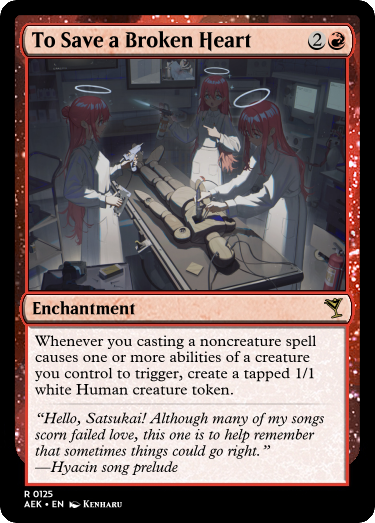 To Save a Broken Heart 2
Enchantment
Whenever you casting a noncreature spell
causes one or more abilities of a creature
you control to trigger, create a tapped 1/1
white Human creature token.
“Hello, Satsukai! Although many of my songs
scorn failed love, this one is to help remember
that sometimes things could go right.”
—Hyacin song prelude
R 0125
AEK • EN Kenharu